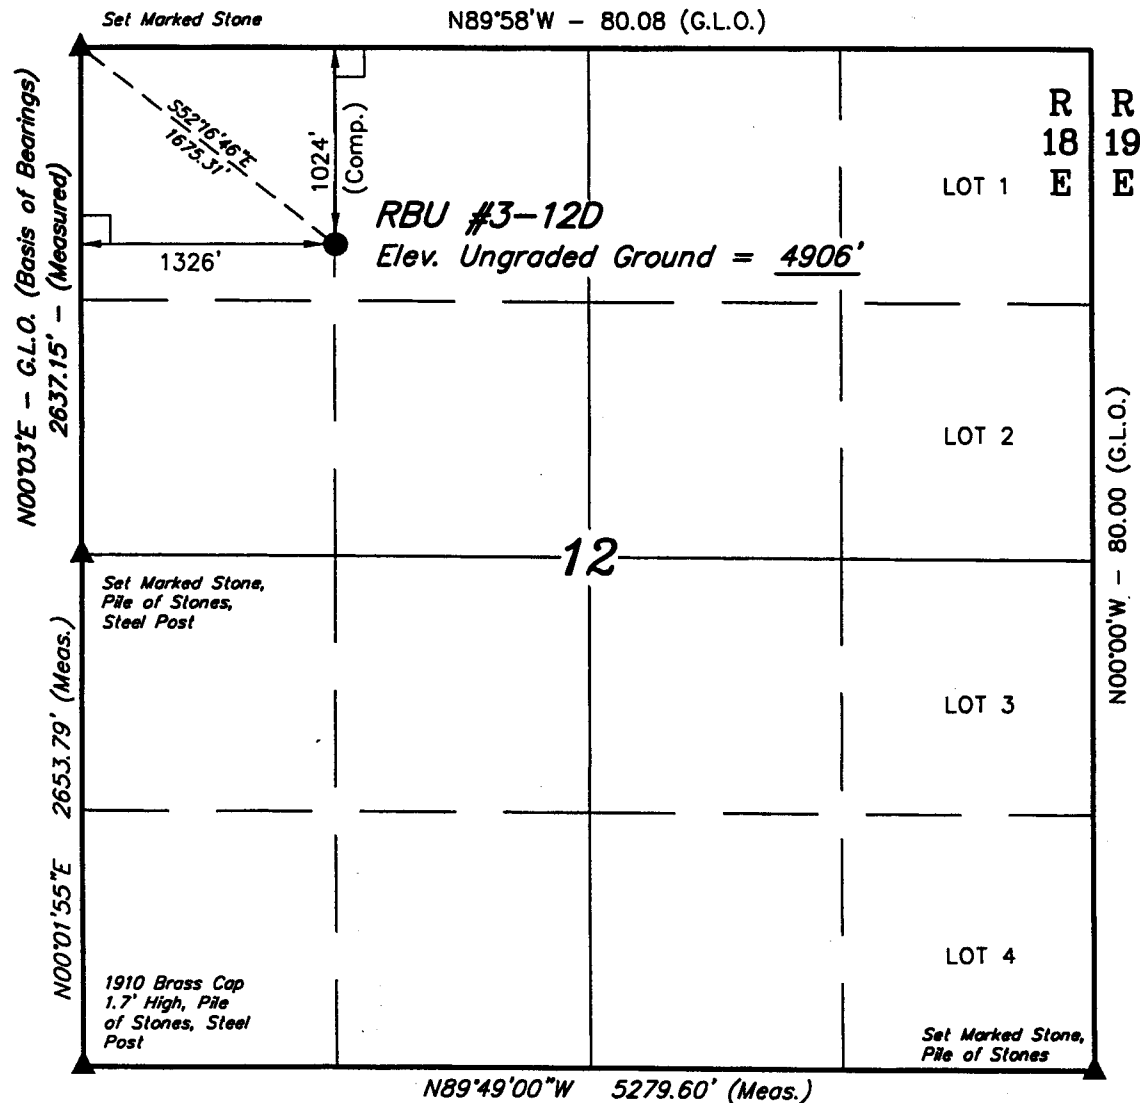 Set Marked Stone
N89°58'W - 80.08 (G.L.O.)
N00°03'E - G.L.O. (Basis of Bearings)
2637.15' - (Measured)
S52°16'46"E
1675.31'
1024'
(Comp.)
1326'
RBU #3-12D
Elev. Ungraded Ground = 4906'
R R
18 19
E E
LOT 1
LOT 2
N00°00'W - 80.00 (G.L.O.)
12
Set Marked Stone,
Pile of Stones,
Steel Post
N00°01'55"E 2653.79' (Meas.)
LOT 3
LOT 4
1910 Brass Cap
1.7' High, Pile
of Stones, Steel
Post
Set Marked Stone,
Pile of Stones
N89°49'00"W 5279.60' (Meas.)